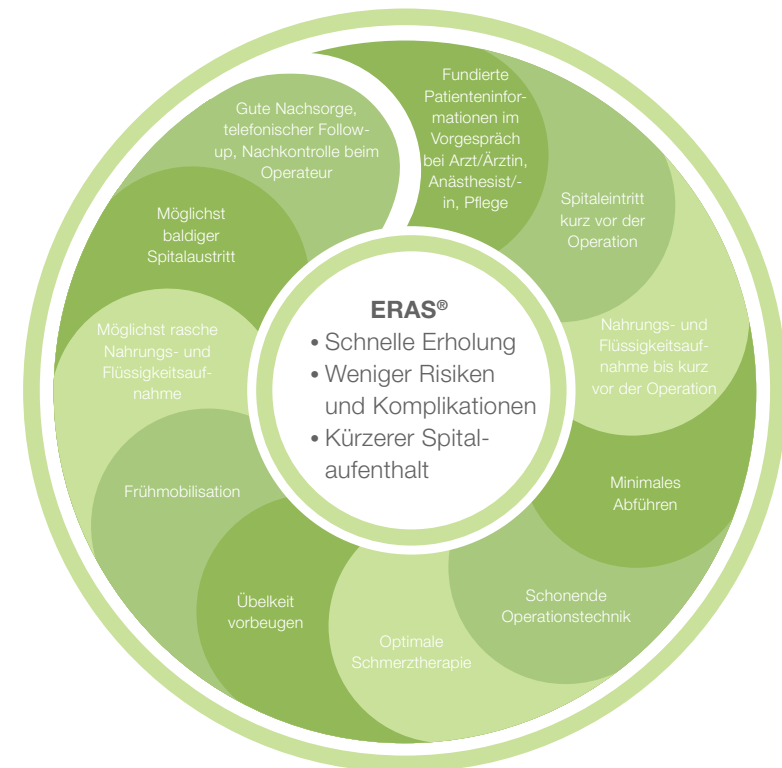 Fundierte
Patienteninfor-
mationen im
Vorgespräch
bei Arzt/Ärztin,
Anästhesist/-
in, Pflege
Spitaleintritt
kurz vor der
Operation
Nahrungs- und
Flüssigkeitsauf-
nahme bis kurz
vor der Operation
Minimales
Abführen
Schonende
Operationstechnik
Optimale
Schmerztherapie
Übelkeit
vorbeugen
Frühmobilisation
Möglichst rasche
Nahrungs- und
Flüssigkeitsauf-
nahme
Möglichst
baldiger
Spitalaustritt
Gute Nachsorge,
telefonischer Follow-
up, Nachkontrolle beim
Operateur
ERAS®
• Schnelle Erholung
• Weniger Risiken
und Komplikationen
• Kürzerer Spital-
aufenthalt